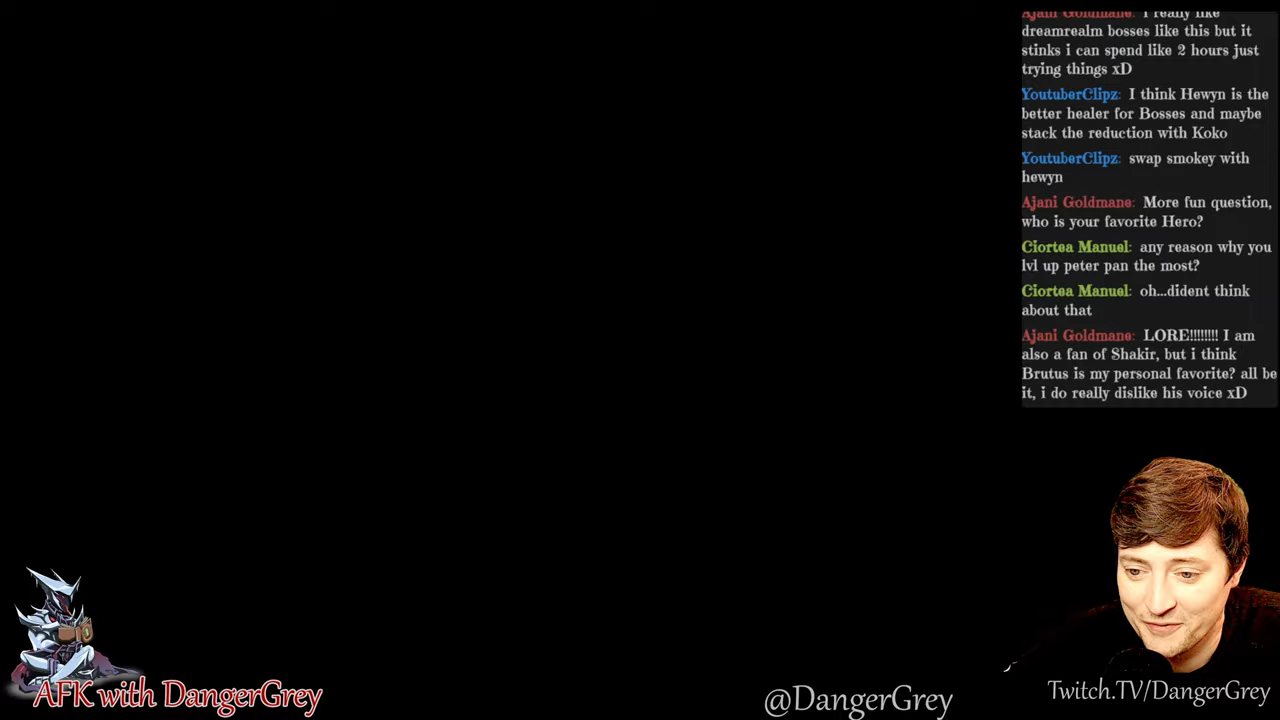 Ajani Goldmane: I really like
dreamrealm bosses like this but it
stinks i can spend like 2 hours just
trying things xD
YoutuberClipz: I think Hewyn is the
better healer for Bosses and maybe
stack the reduction with Koko
YoutuberClipz: swap smokey with
hewyn
Ajani Goldmane: More fun question,
who is your favorite Hero?
Ciortea Manuel: any reason why you
lvl up peter pan the most?
Ciortea Manuel: oh...dident think
about that
Ajani Goldmane: LORE!!!!!!!! I am
also a fan of Shakir, but i think
Brutus is my personal favorite? all be
it, i do really dislike his voice xD
AFK with DangerGrey
@DangerGrey
Twitch.TV/DangerGrey